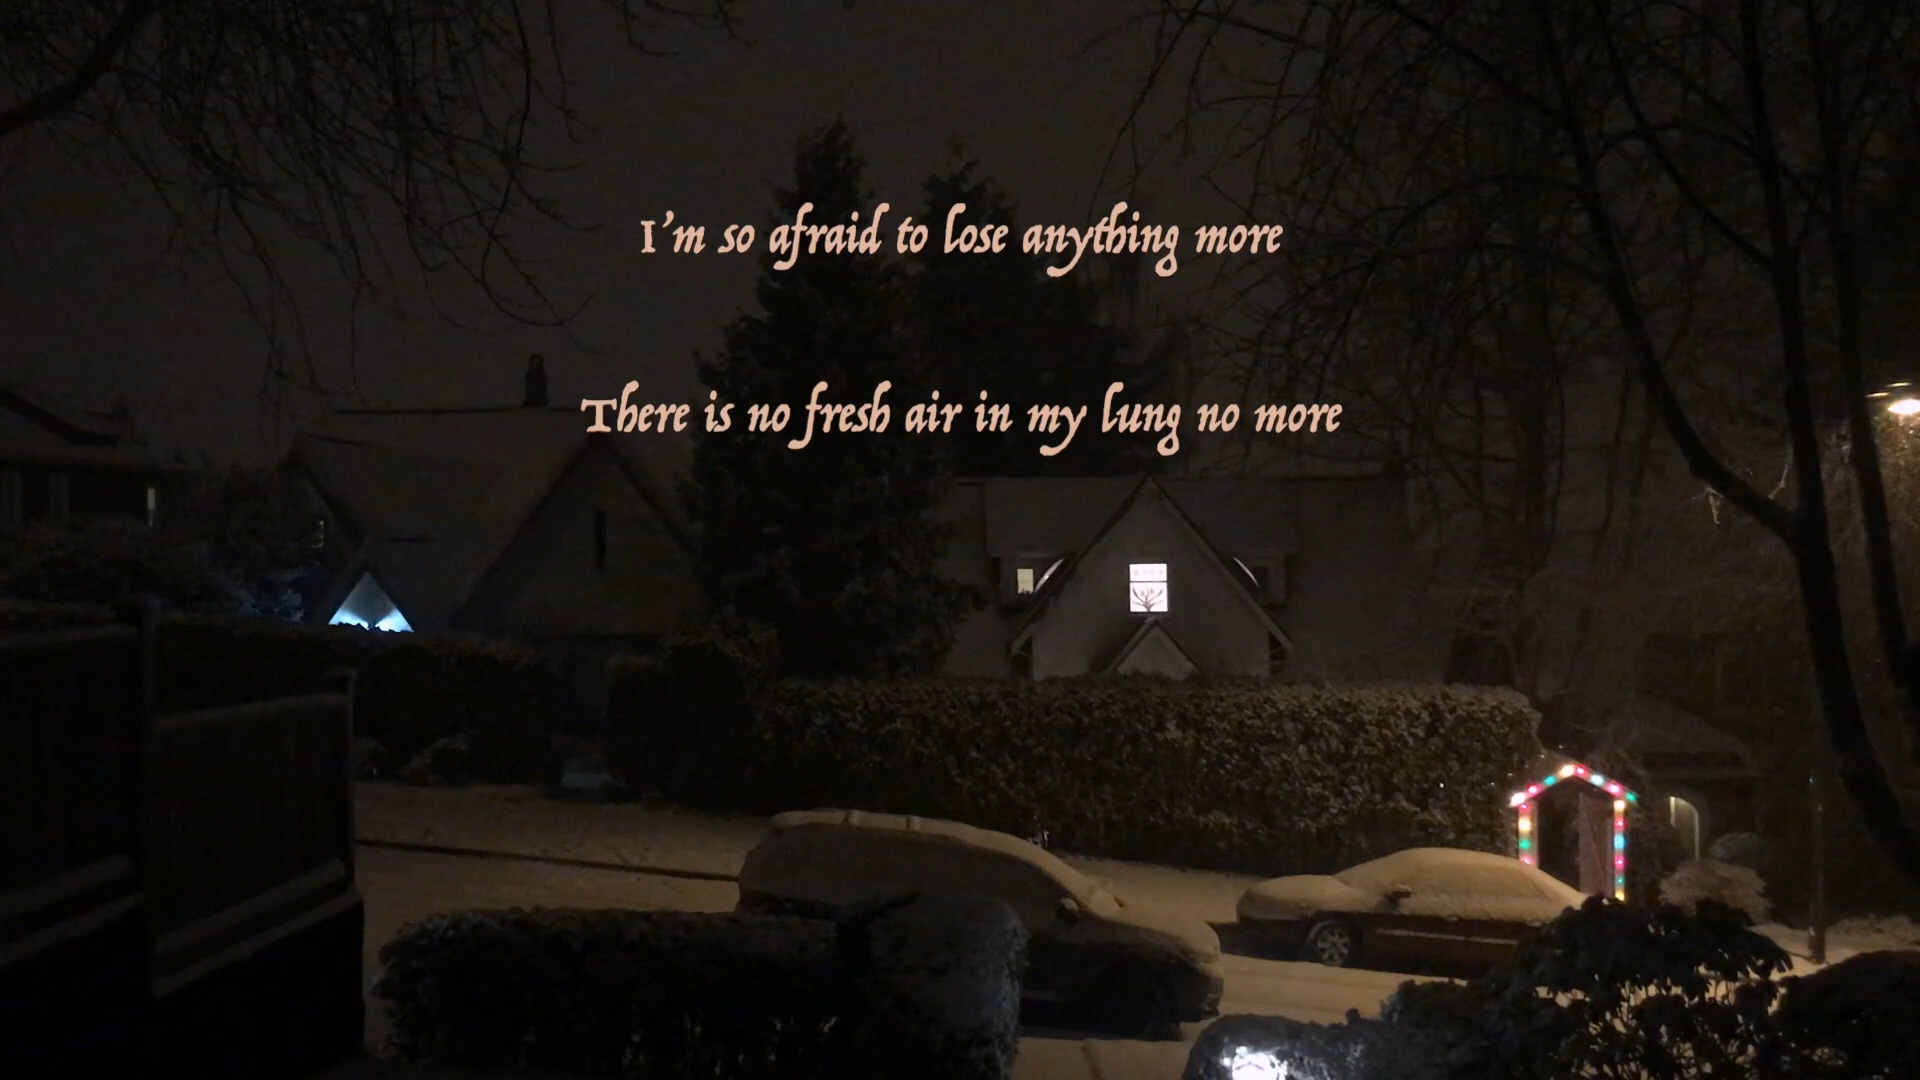 I'm so afraid to lose anything more
There is no fresh air in my lung no more